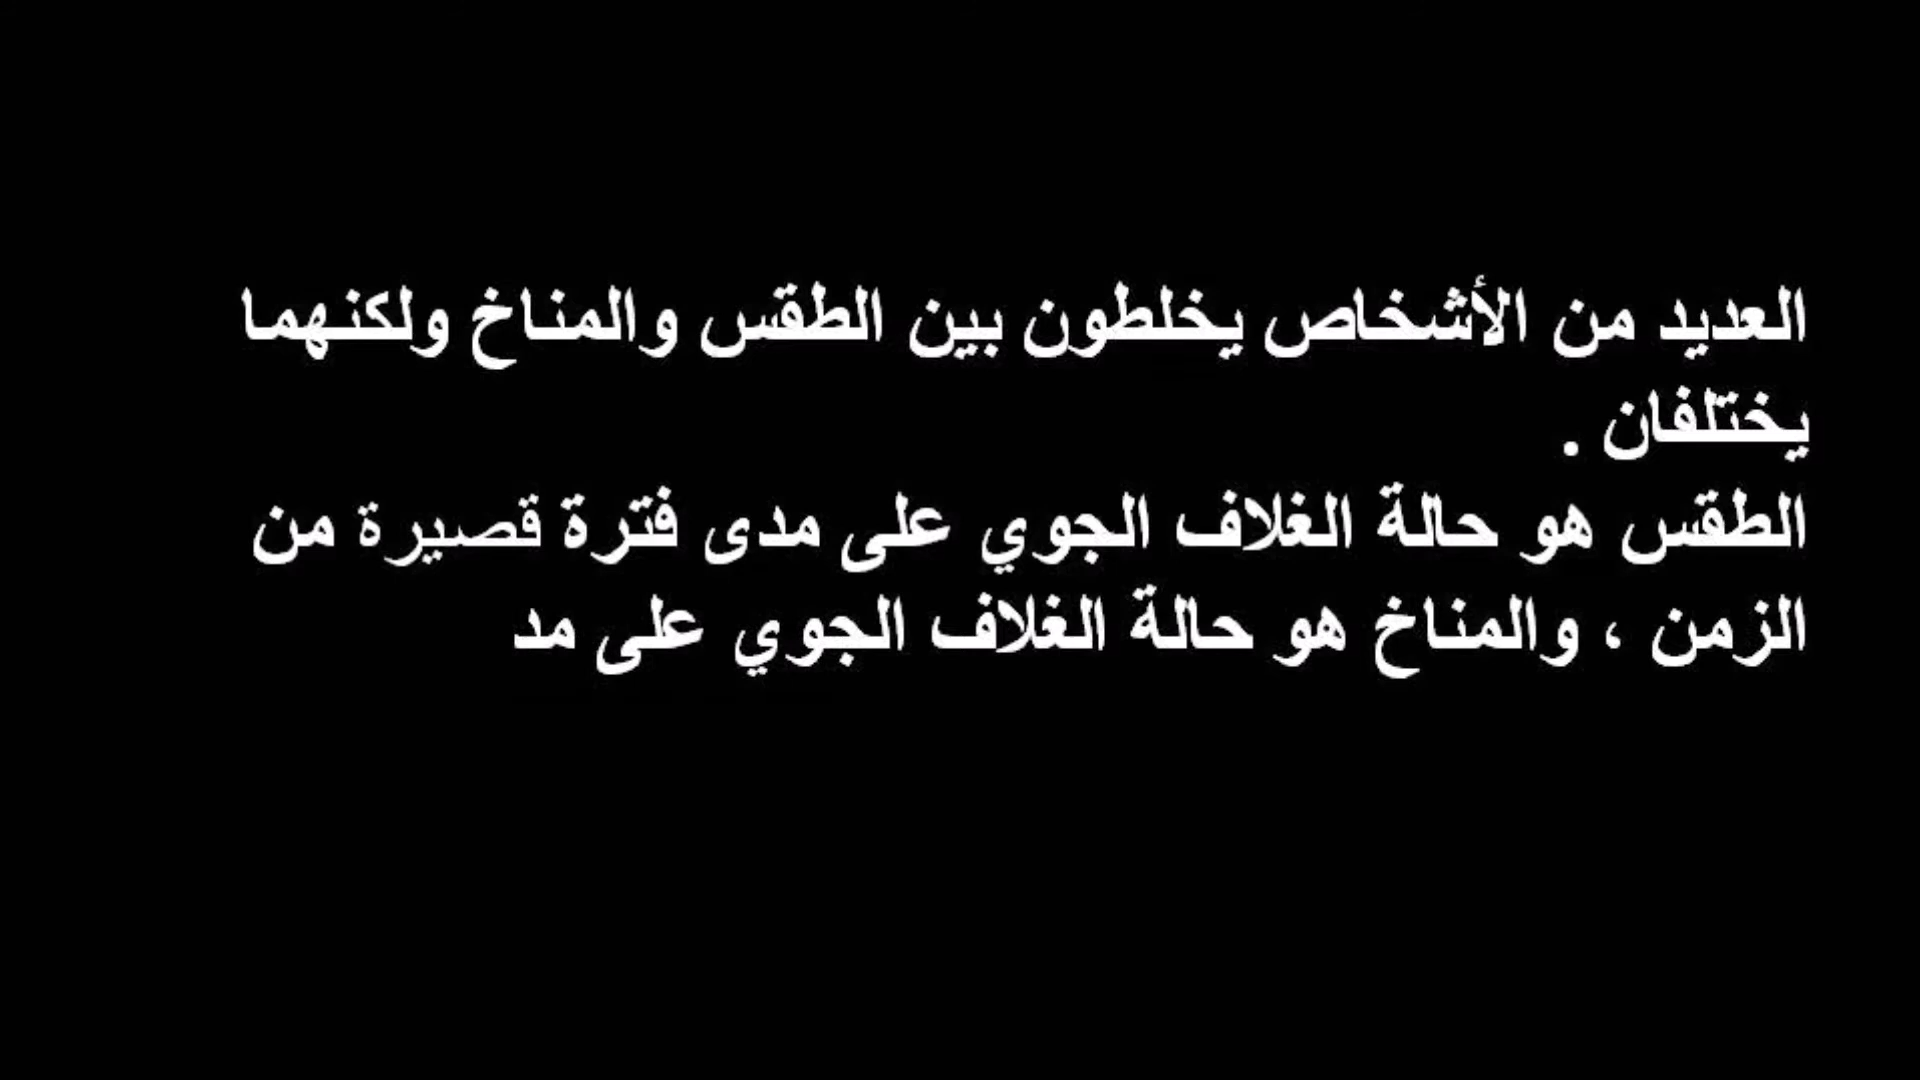 العديد من الأشخاص يخلطون بين الطقس والمناخ ولكنهما
يختلفان .
الطقس هو حالة الغلاف الجوي على مدى فترة قصيرة من
الزمن ، والمناخ هو حالة الغلاف الجوي على مد